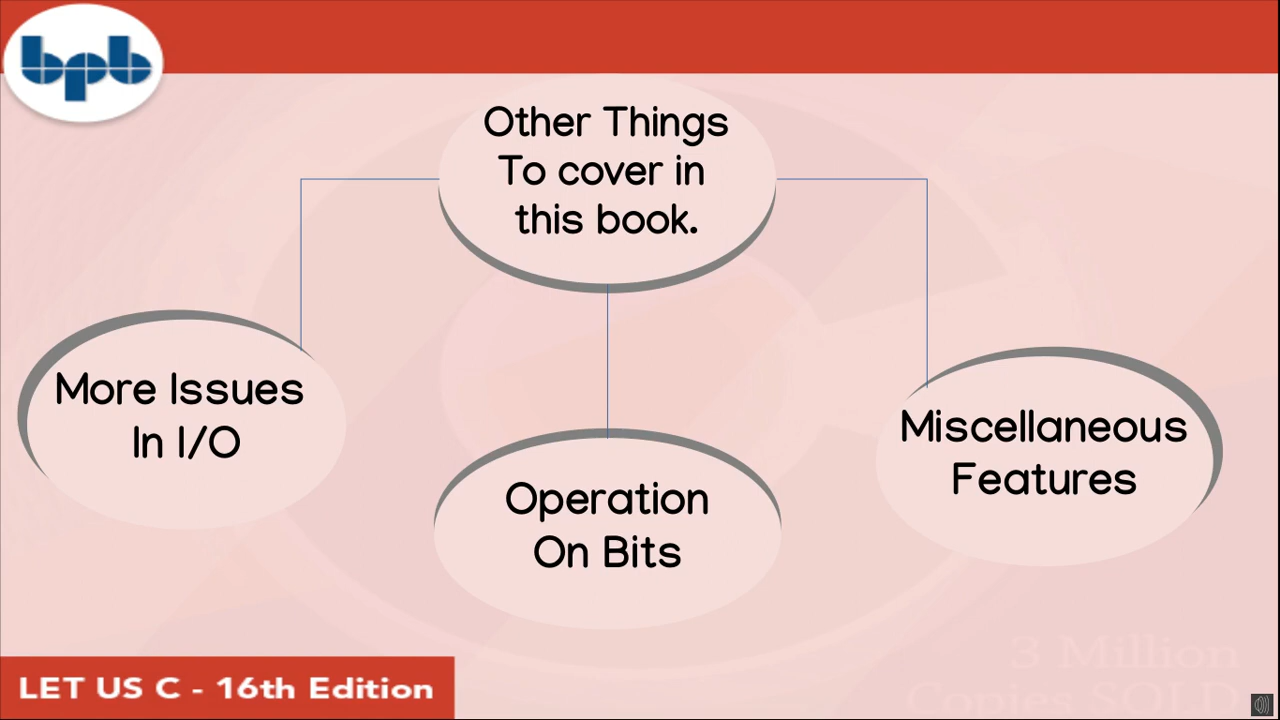 bpb
Other Things
To cover in
this book.
More Issues
In I/O
Operation
On Bits
Miscellaneous
Features
3 Million
Copies SOLD
LET US C - 16th Edition